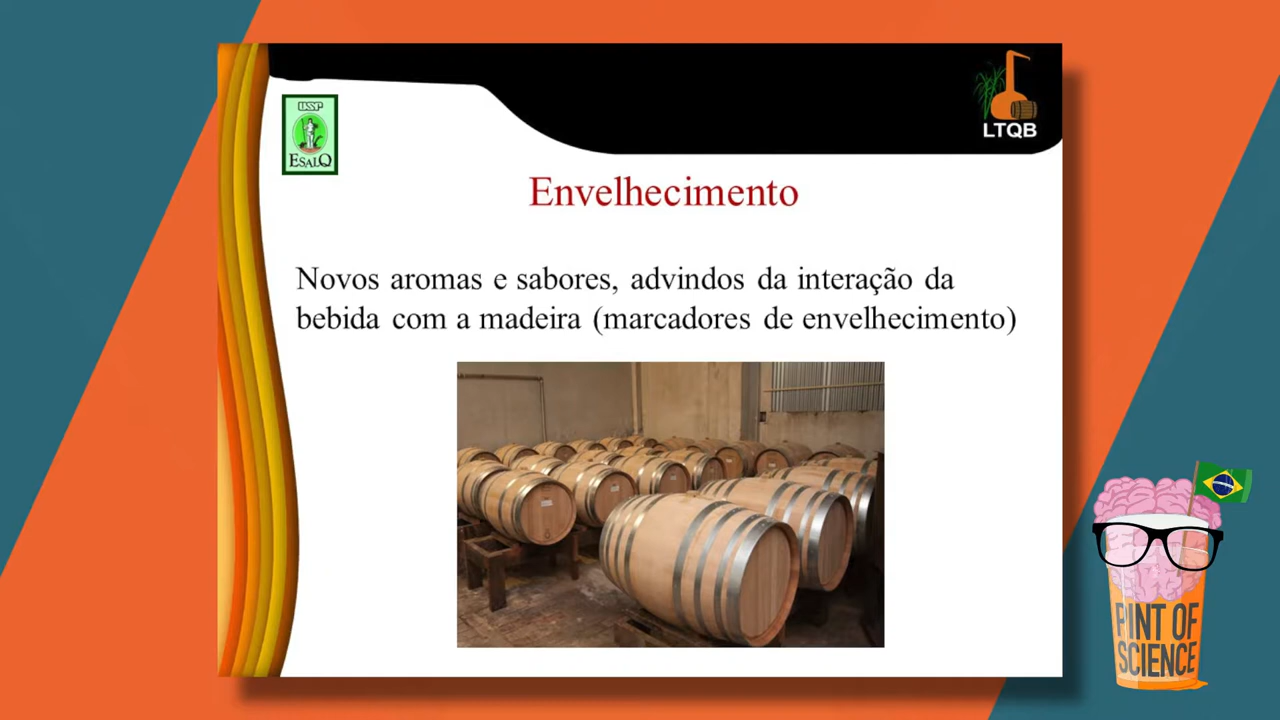 USP
ESALQ
LTQB
Envelhecimento
Novos aromas e sabores, advindos da interação da
bebida com a madeira (marcadores de envelhecimento)
PINT OF
SCIENCE